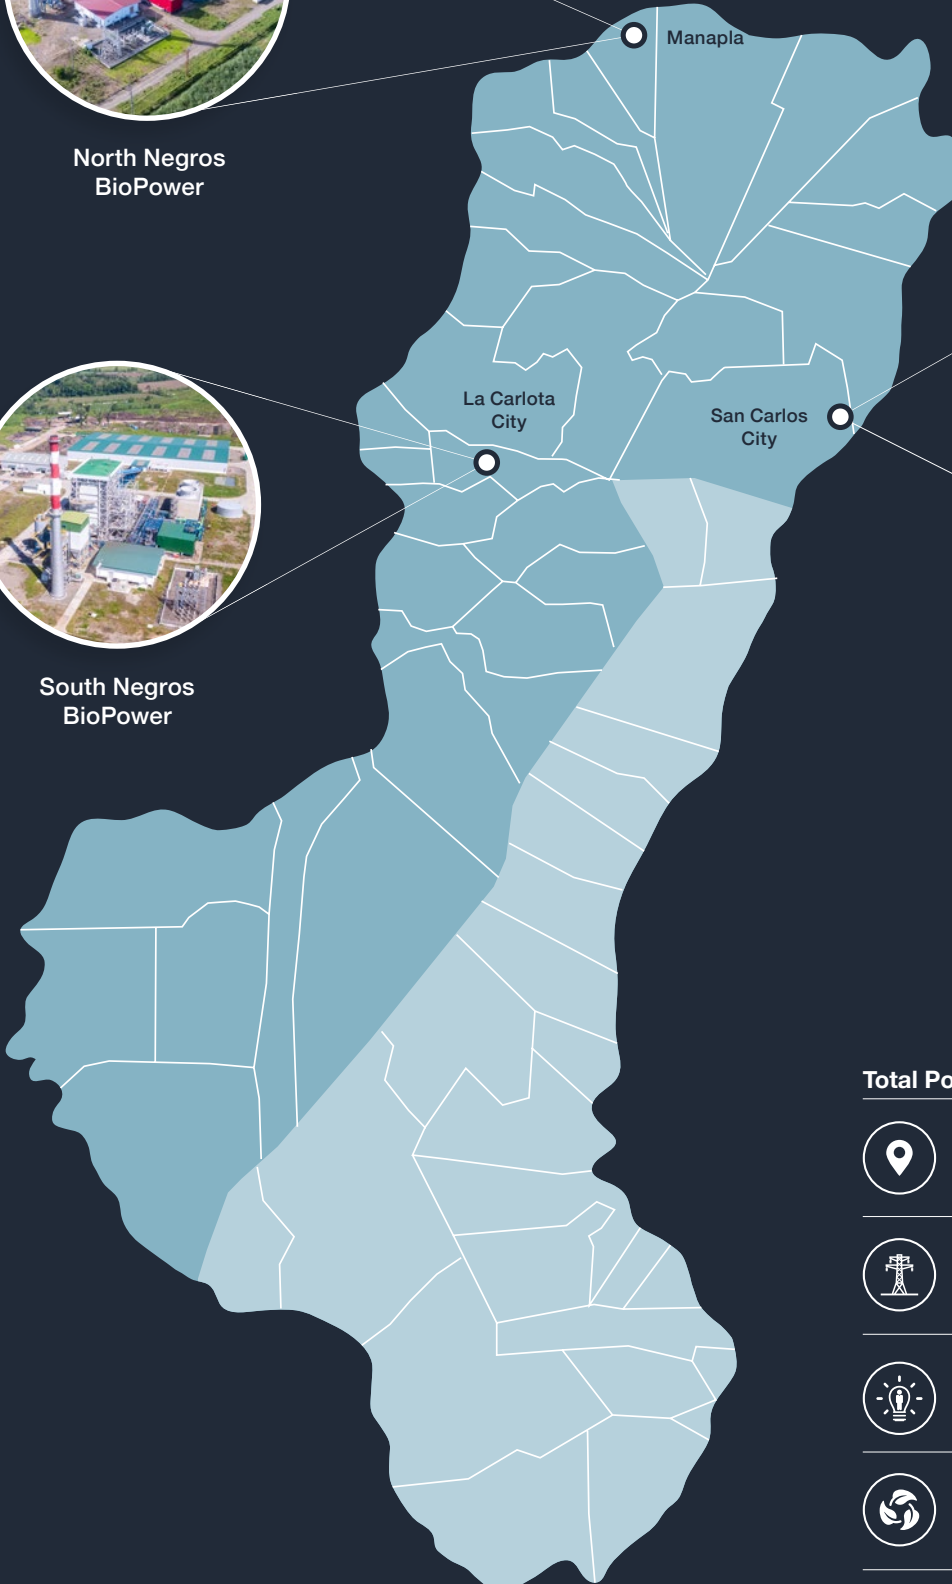 Manapla
North Negros
BioPower
La Carlota
City
San Carlos
City
South Negros
BioPower
Total Po